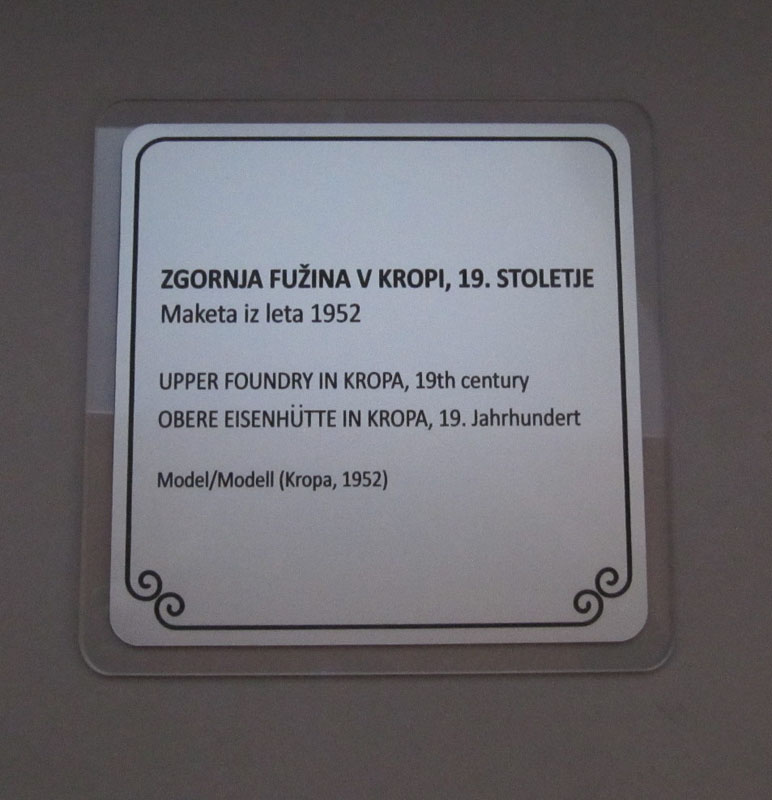 ZGORNJA FUŽINA V KROPI, 19. STOLETJE
Maketa iz leta 1952
UPPER FOUNDRY IN KROPA, 19th century
OBERE EISENHÜTTE IN KROPA, 19. Jahrhundert
Model/Modell (Kropa, 1952)